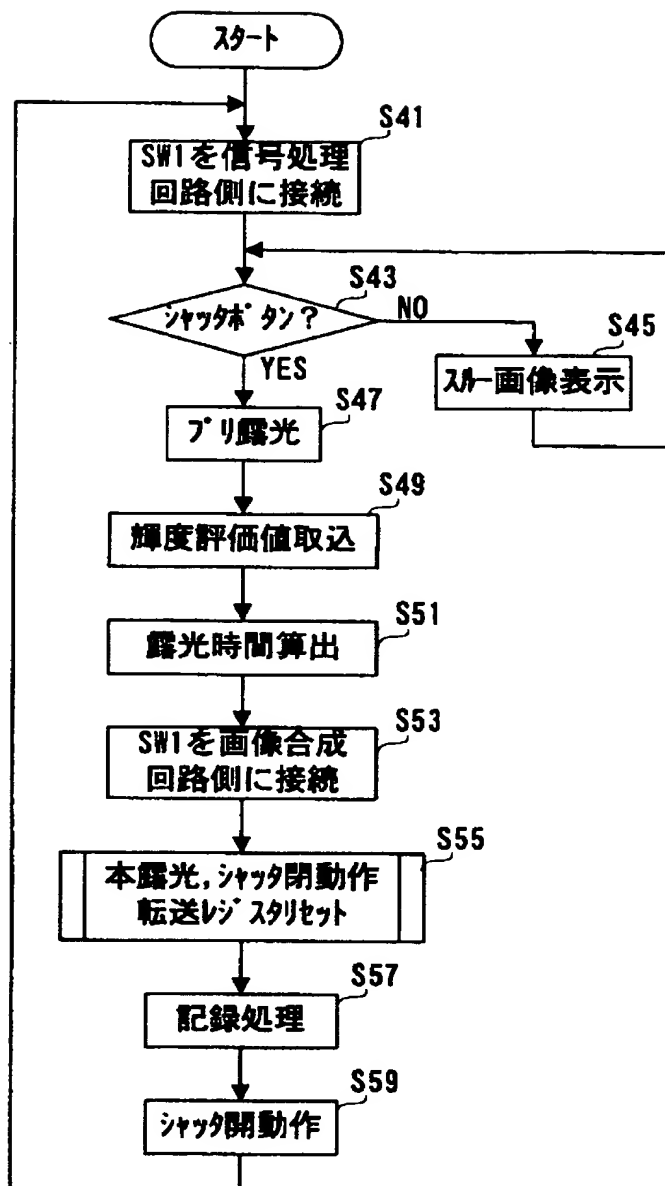 スタート
S41
SW1を信号処理
回路側に接続
S43
シャッタボタン?
NO
YES
S45
スルー画像表示
S47
プリ露光
S49
輝度評価値取込
S51
露光時間算出
S53
SW1を画像合成
回路側に接続
S55
本露光,シャッタ閉動作
転送レジスタリセット
S57
記録処理
S59
シャッタ開動作